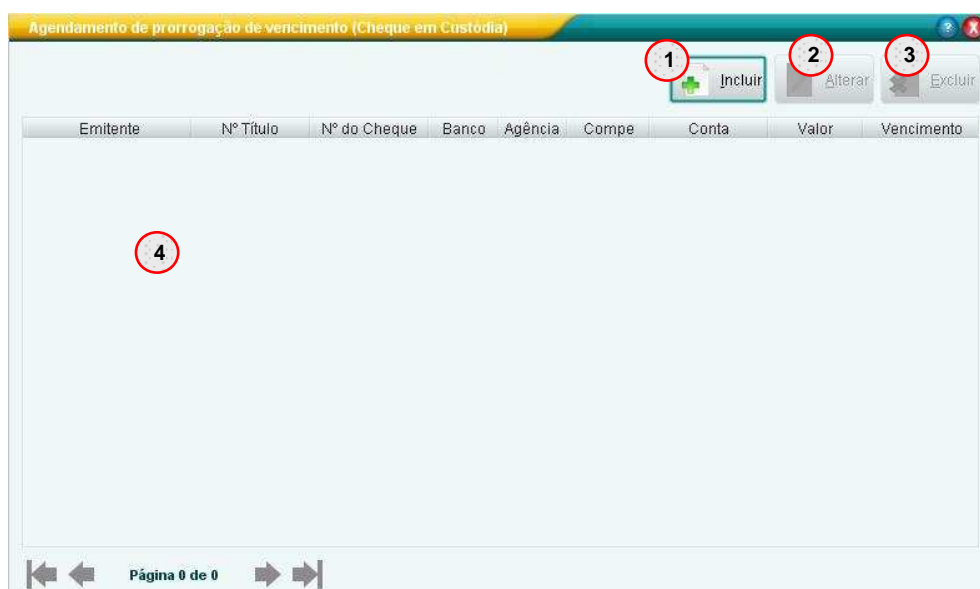 Agendamento de prorrogação de vencimento (Cheque em Custódia)
? X
1 2 3
Incluir Alterar Excluir
Emitente Nº Título Nº do Cheque Banco Agência Compe Conta Valor Vencimento
4
Página 0 de 0